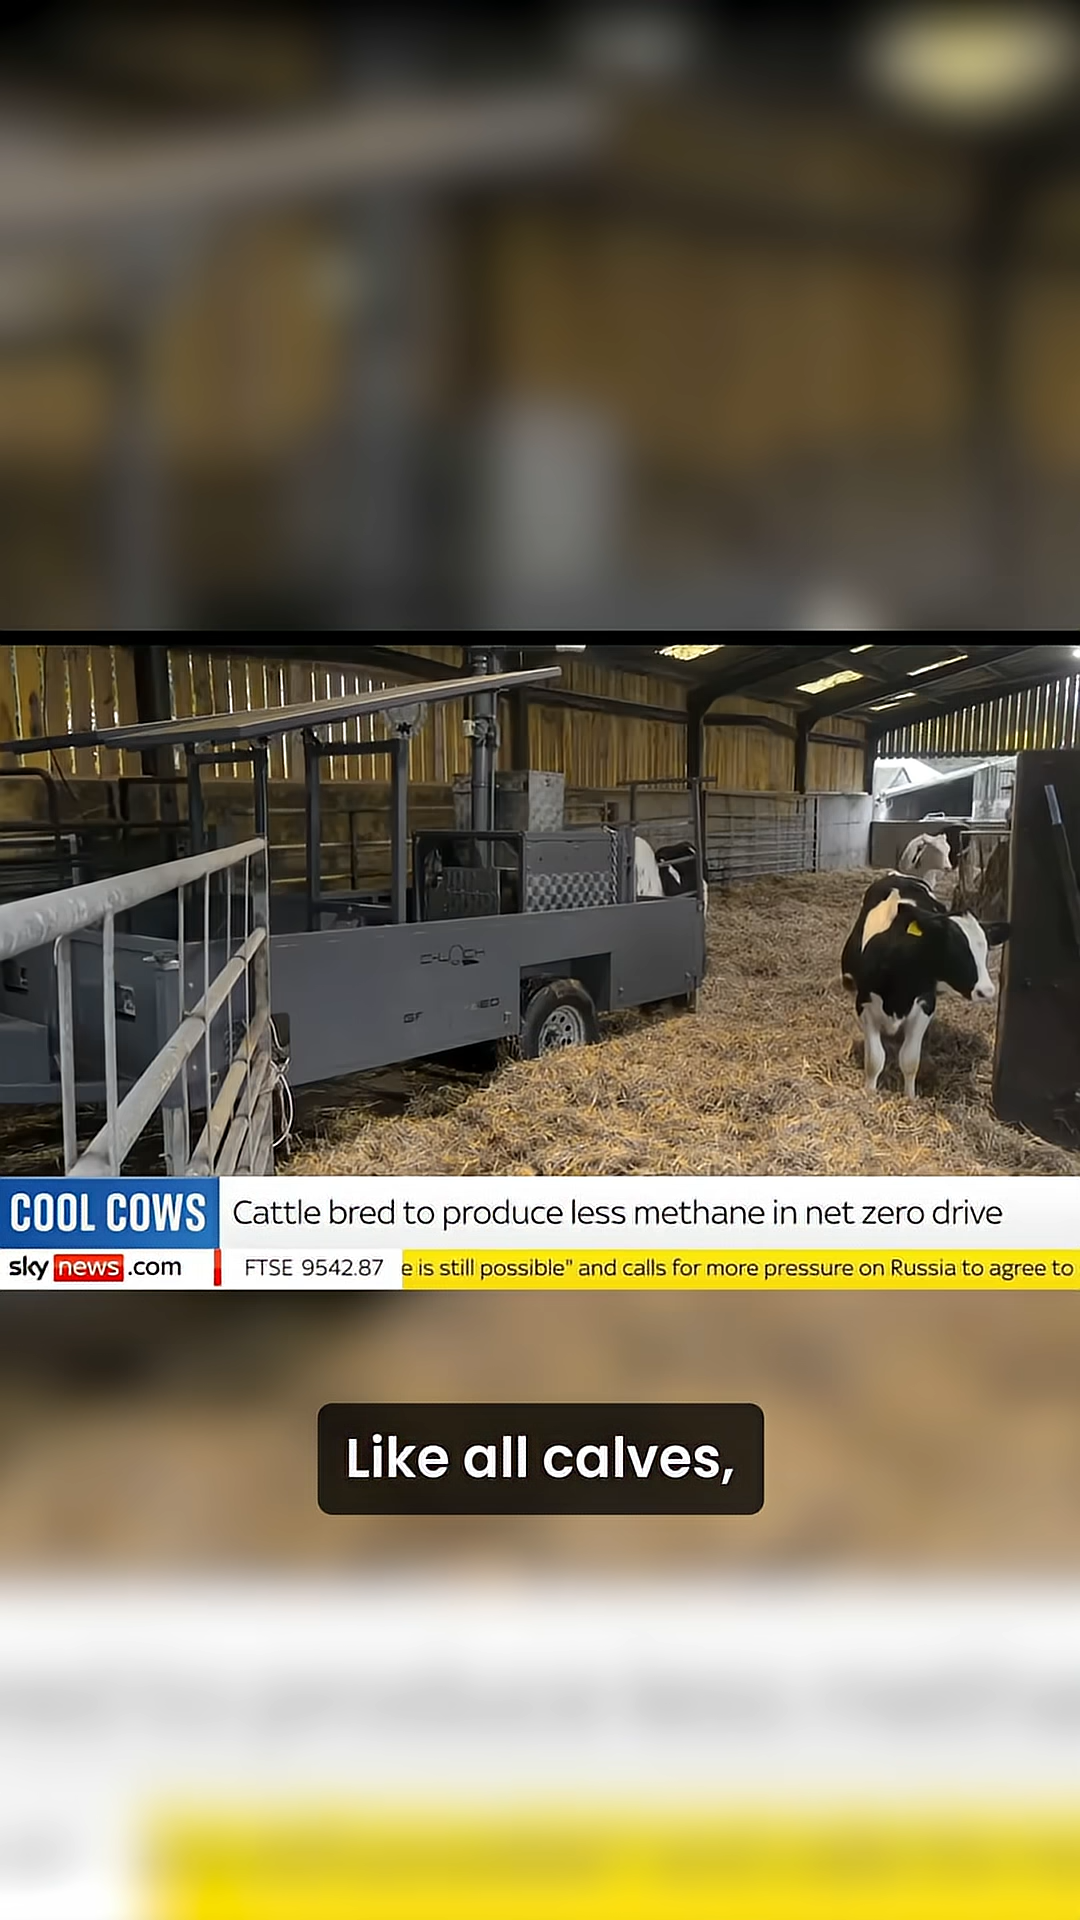 COOL COWS
Cattle bred to produce less methane in net zero drive
sky news.com
FTSE 9542.87
e is still possible" and calls for more pressure on Russia to agree to
Like all calves,